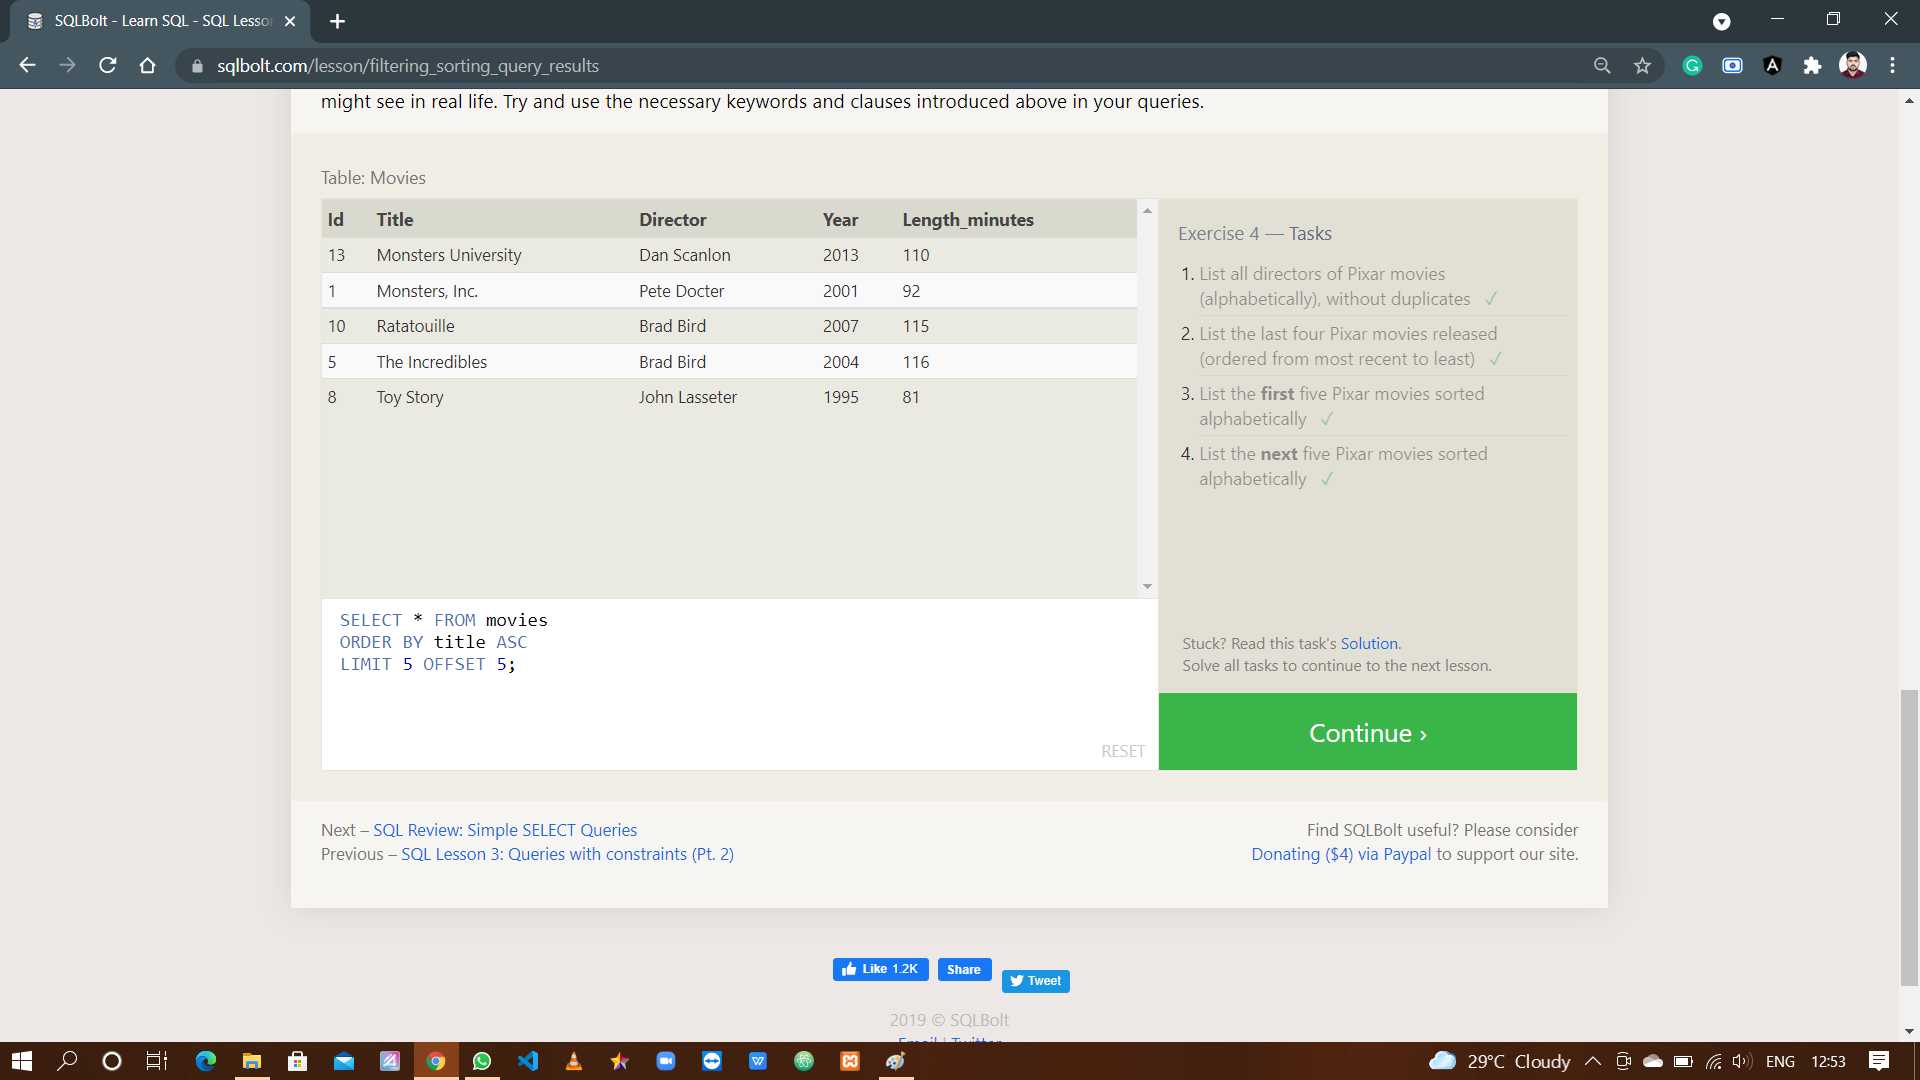 SQLBolt - Learn SQL - SQL Lesson
sqlbolt.com/lesson/filtering_sorting_query_results
might see in real life. Try and use the necessary keywords and clauses introduced above in your queries.
Table: Movies
Id Title Director Year Length_minutes
13 Monsters University Dan Scanlon 2013 110
1 Monsters, Inc. Pete Docter 2001 92
10 Ratatouille Brad Bird 2007 115
5 The Incredibles Brad Bird 2004 116
8 Toy Story John Lasseter 1995 81
SELECT * FROM movies
ORDER BY title ASC
LIMIT 5 OFFSET 5;
RESET
Exercise 4 — Tasks
1. List all directors of Pixar movies
(alphabetically), without duplicates ✓
2. List the last four Pixar movies released
(ordered from most recent to least) ✓
3. List the first five Pixar movies sorted
alphabetically ✓
4. List the next five Pixar movies sorted
alphabetically ✓
Stuck? Read this task's Solution.
Solve all tasks to continue to the next lesson.
Continue ›
Next – SQL Review: Simple SELECT Queries
Previous – SQL Lesson 3: Queries with constraints (Pt. 2)
Find SQLBolt useful? Please consider
Donating ($4) via Paypal to support our site.
Like 1.2K
Share
Tweet
2019 © SQLBolt
Email | Twitter
29°C Cloudy
ENG
12:53